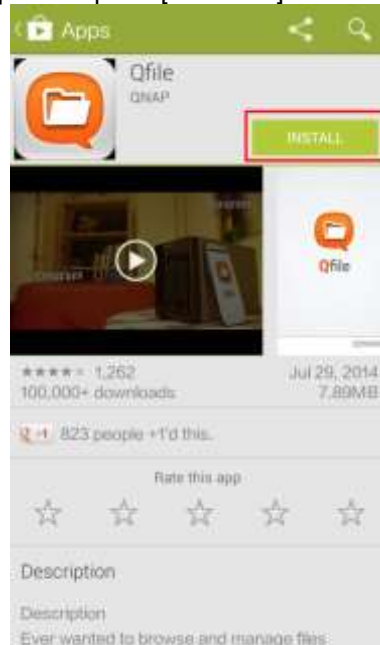 Apps
Qfile
QNAP
INSTALL
Qfile
1,262
100,000+ downloads
Jul 29, 2014
7.89MB
g +1 823 people +1'd this.
Rate this app
Description
Description
Ever wanted to browse and manage files